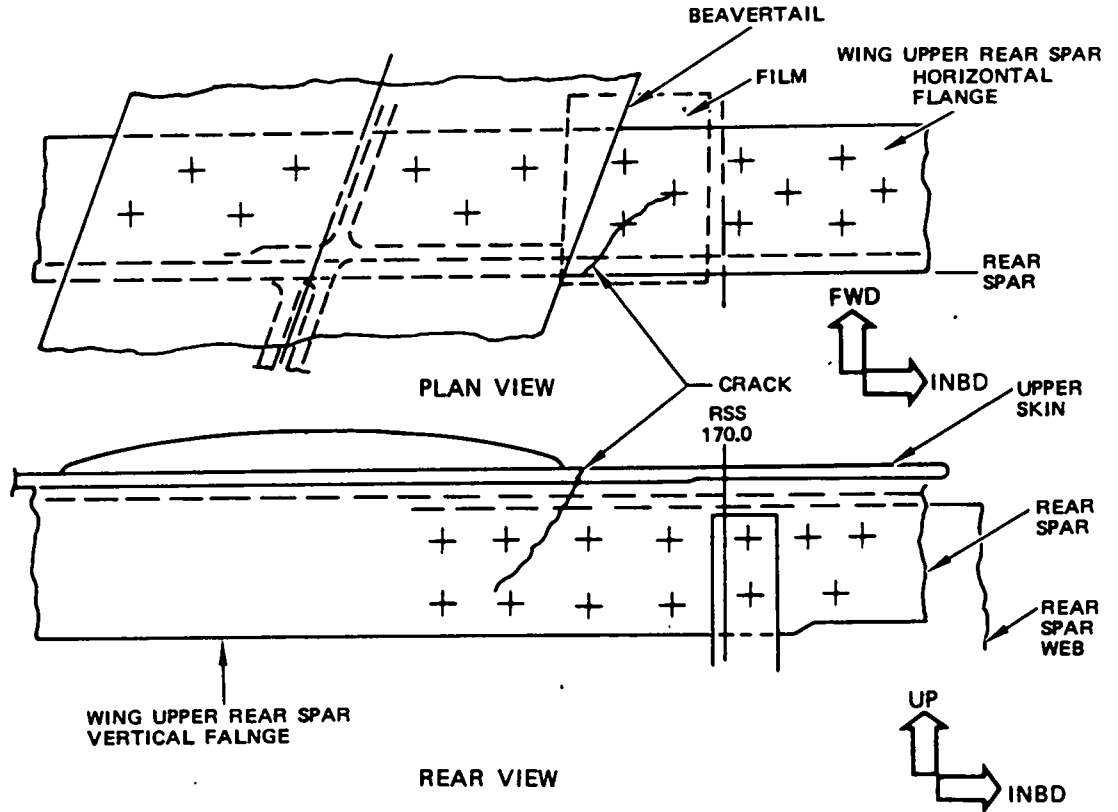 BEAVERTAIL
WING UPPER REAR SPAR
HORIZONTAL
FLANGE
FILM
REAR
SPAR
FWD
INBD
PLAN VIEW
CRACK
RSS
170.0
UPPER
SKIN
REAR
SPAR
REAR
SPAR
WEB
WING UPPER REAR SPAR
VERTICAL FALNGE
UP
INBD
REAR VIEW